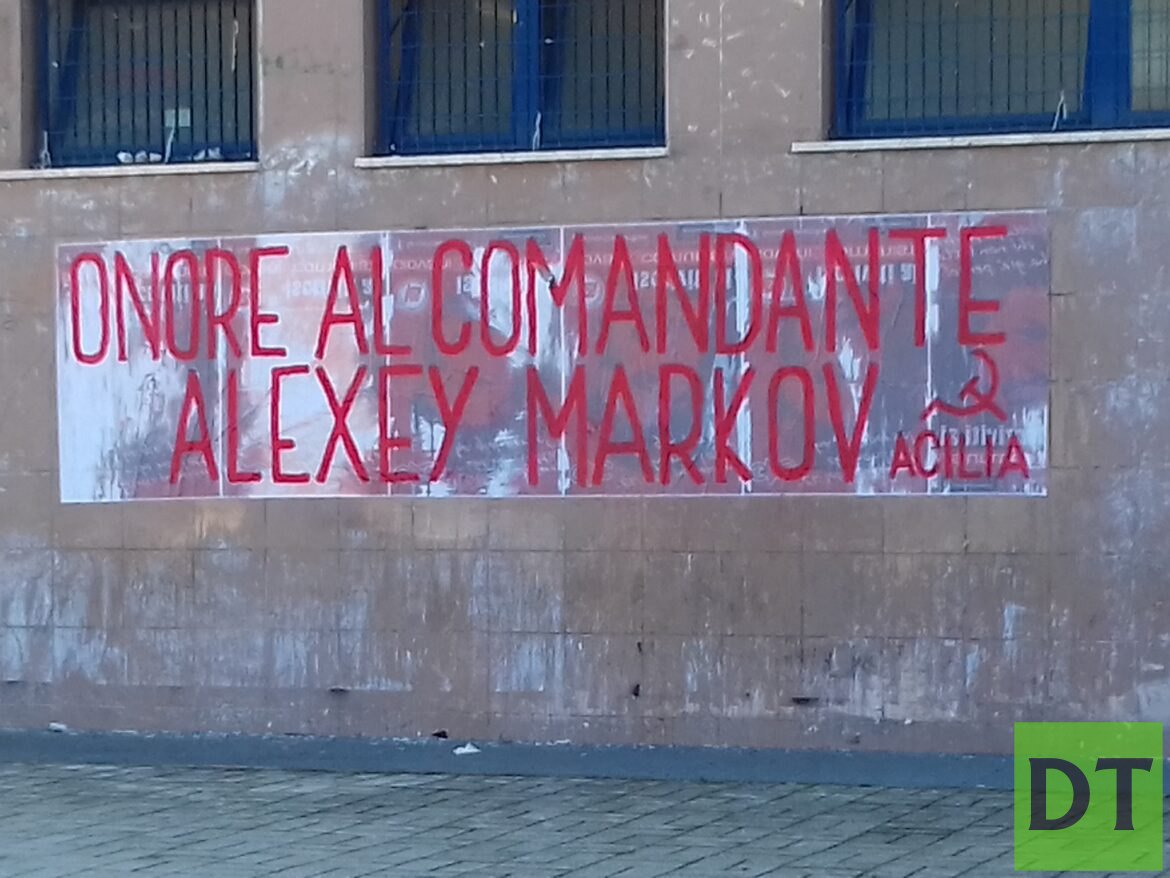 ONORE AL COMANDANTE
ALEXEY MARKOV
ACILIA
DT